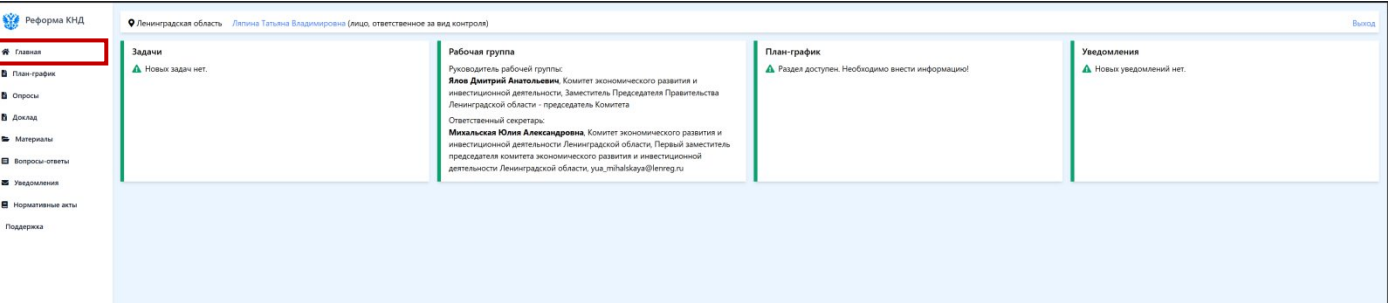 Реформа КНД
Главная
План-график
Опросы
Доклад
Материалы
Вопросы-ответы
Уведомления
Нормативные акты
Поддержка
Ленинградская область Ляпина Татьяна Владимировна (лицо, ответственное за вид контроля) Выход
Задачи
Новых задач нет.
Рабочая группа
Руководитель рабочей группы:
Ялов Дмитрий Анатольевич, Комитет экономического развития и
инвестиционной деятельности, Заместитель Председателя Правительства
Ленинградской области - председатель Комитета
Ответственный секретарь:
Михальская Юлия Александровна, Комитет экономического развития и
инвестиционной деятельности Ленинградской области, Первый заместитель
председателя комитета экономического развития и инвестиционной
деятельности Ленинградской области, yua_mihalskaya@lenreg.ru
План-график
Раздел доступен. Необходимо внести информацию!
Уведомления
Новых уведомлений нет.